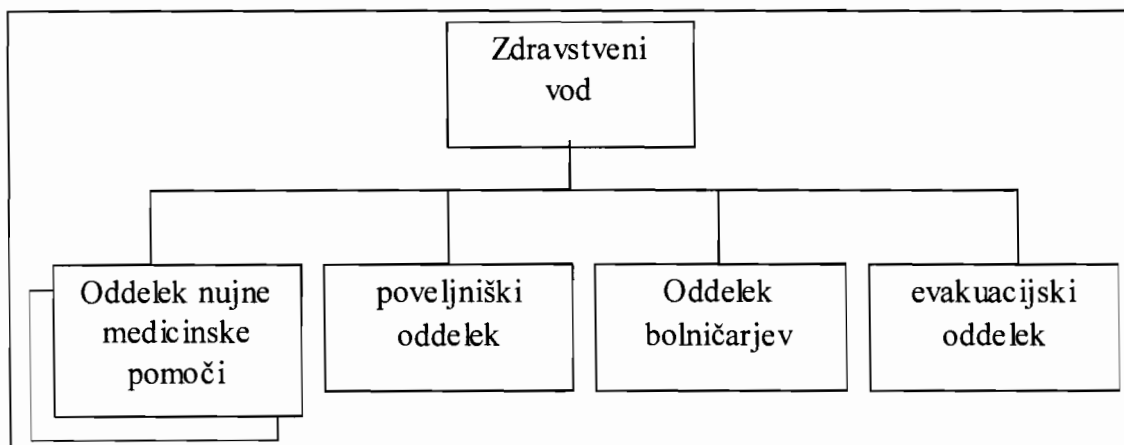 Zdravstveni
vod
Oddelek nujne
medicinske
pomoči
poveljniški
oddelek
Oddelek
bolničarjev
evakuacijski
oddelek